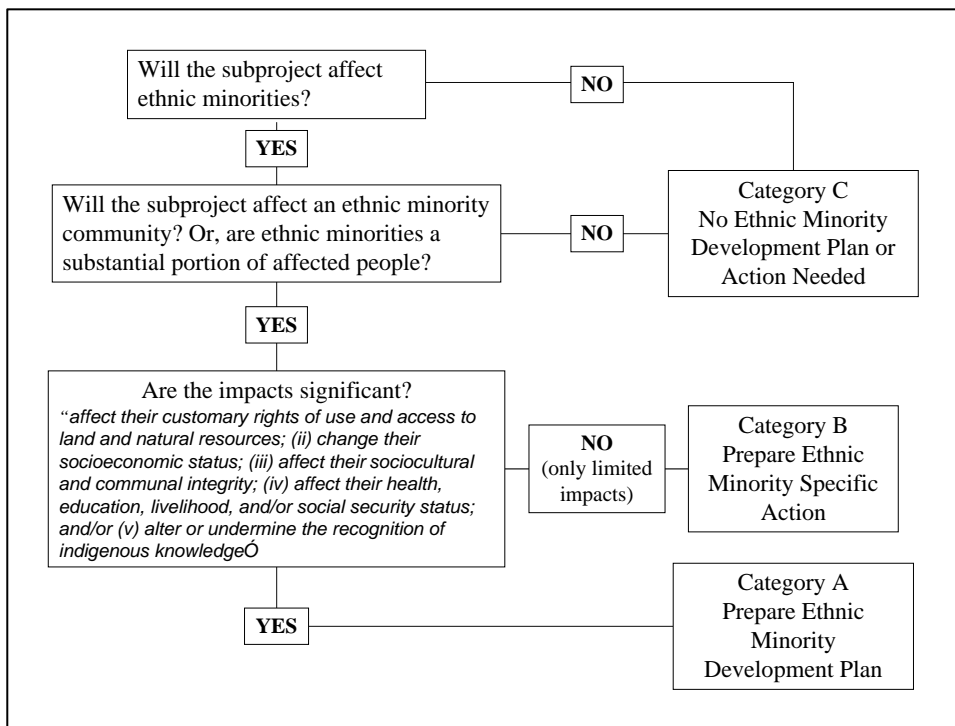 Will the subproject affect
ethnic minorities?
NO
YES
Will the subproject affect an ethnic minority
community? Or, are ethnic minorities a
substantial portion of affected people?
NO
Category C
No Ethnic Minority
Development Plan or
Action Needed
YES
Are the impacts significant?
“affect their customary rights of use and access to
land and natural resources; (ii) change their
socioeconomic status; (iii) affect their sociocultural
and communal integrity; (iv) affect their health,
education, livelihood, and/or social security status;
and/or (v) alter or undermine the recognition of
indigenous knowledgeÓ
NO
(only limited
impacts)
Category B
Prepare Ethnic
Minority Specific
Action
YES
Category A
Prepare Ethnic
Minority
Development Plan